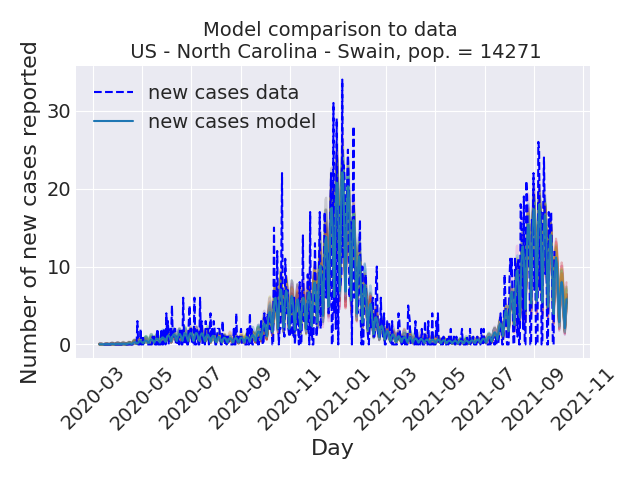 Model comparison to data
US - North Carolina - Swain, pop. = 14271
Number of new cases reported
new cases data
new cases model
30
20
10
0
2020-03
2020-05
2020-07
2020-09
2020-11
2021-01
2021-03
2021-05
2021-07
2021-09
2021-11
Day